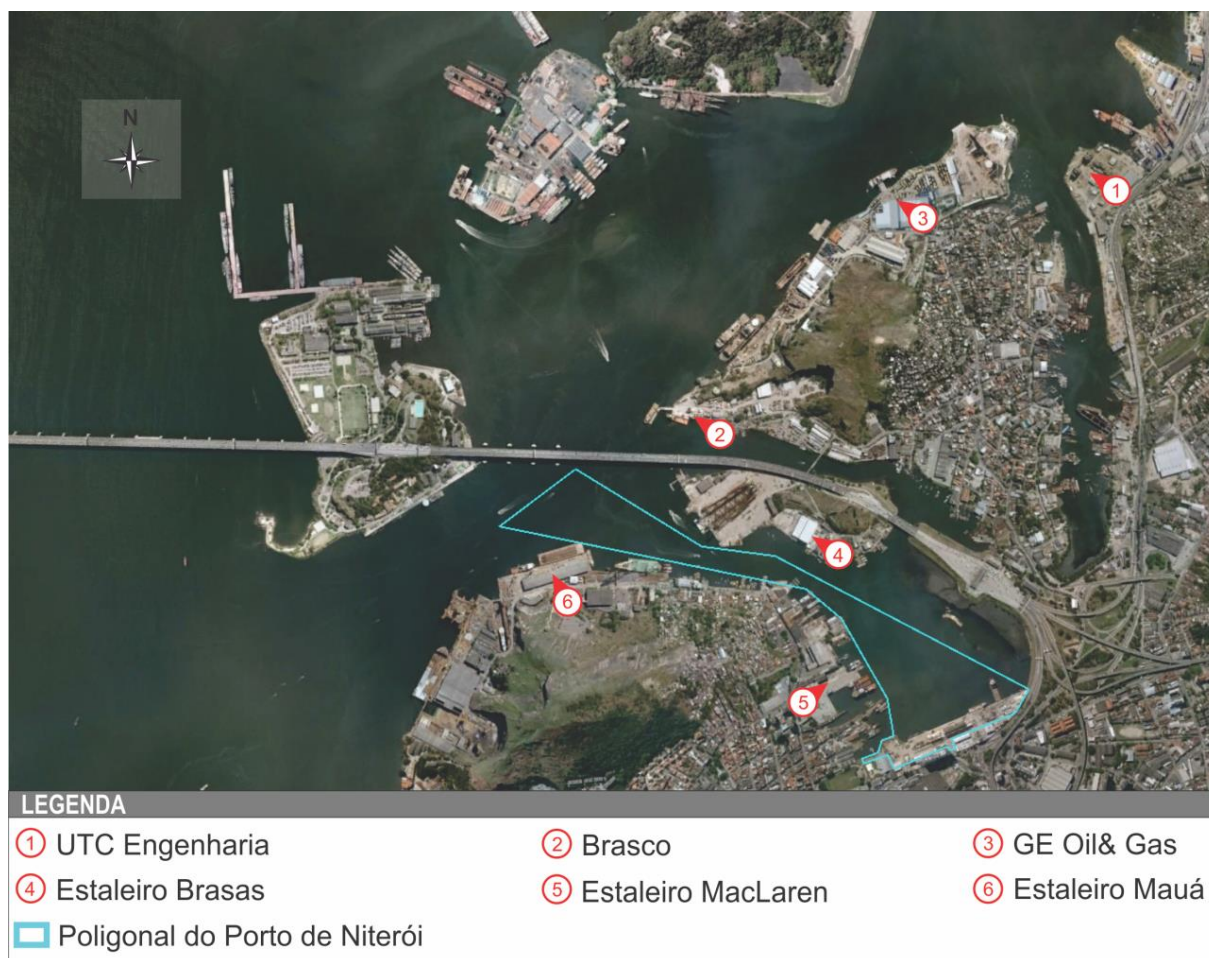 N
1
3
2
4
6
5
LEGENDA
1 UTC Engenharia
2 Brasco
3 GE Oil& Gas
4 Estaleiro Brasas
5 Estaleiro MacLaren
6 Estaleiro Mauá
Poligonal do Porto de Niterói